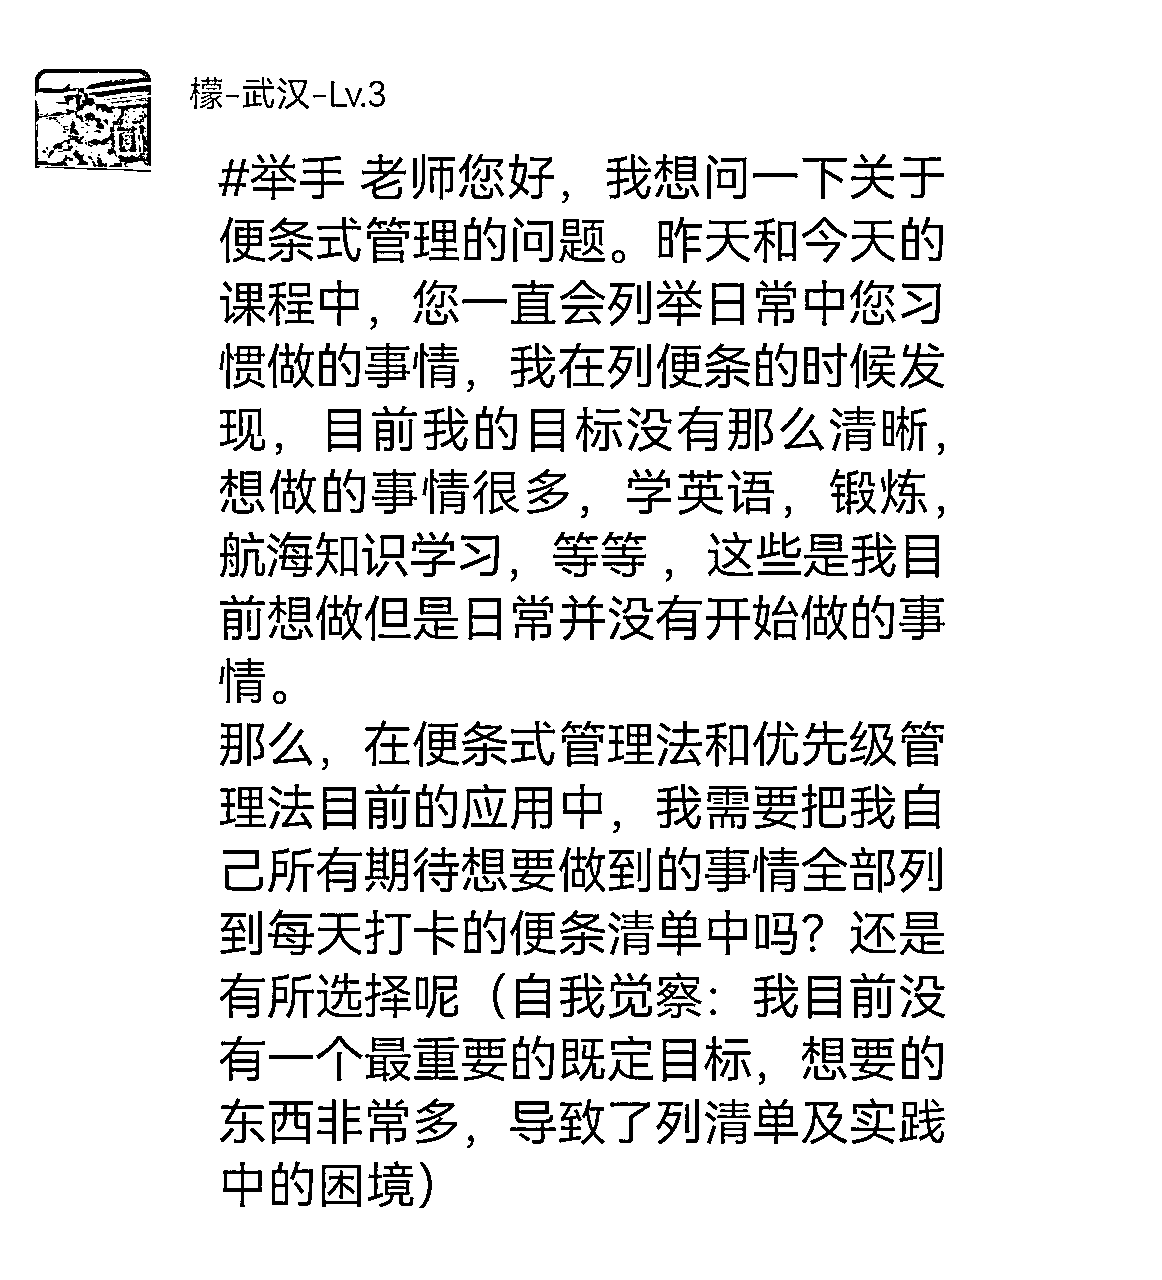 檬-武汉-Lv.3
#举手 老师您好，我想问一下关于
便条式管理的问题。昨天和今天的
课程中，您一直会列举日常中您习
惯做的事情，我在列便条的时候发
现，目前我的目标没有那么清晰，
想做的事情很多，学英语，锻炼，
航海知识学习，等等 ，这些是我目
前想做但是日常并没有开始做的事
情。
那么，在便条式管理法和优先级管
理法目前的应用中，我需要把我自
己所有期待想要做到的事情全部列
到每天打卡的便条清单中吗？还是
有所选择呢（自我觉察：我目前没
有一个最重要的既定目标，想要的
东西非常多，导致了列清单及实践
中的困境）